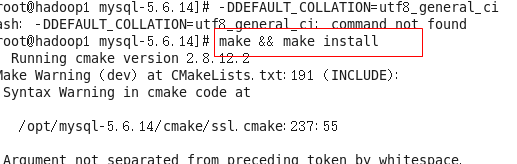 root@hadoop1 mysql-5.6.14]# -DDEFAULT_COLLATION=utf8_general_ci
ash: -DDEFAULT_COLLATION=utf8_general_ci: command not found
root@hadoop1 mysql-5.6.14]# make && make install
Running cmake version 2.8.12.2
Make Warning (dev) at CMakeLists.txt:191 (INCLUDE):
Syntax Warning in cmake code at
/opt/mysql-5.6.14/cmake/ssl.cmake:237:55
Argument not separated from preceding token by whitespace.